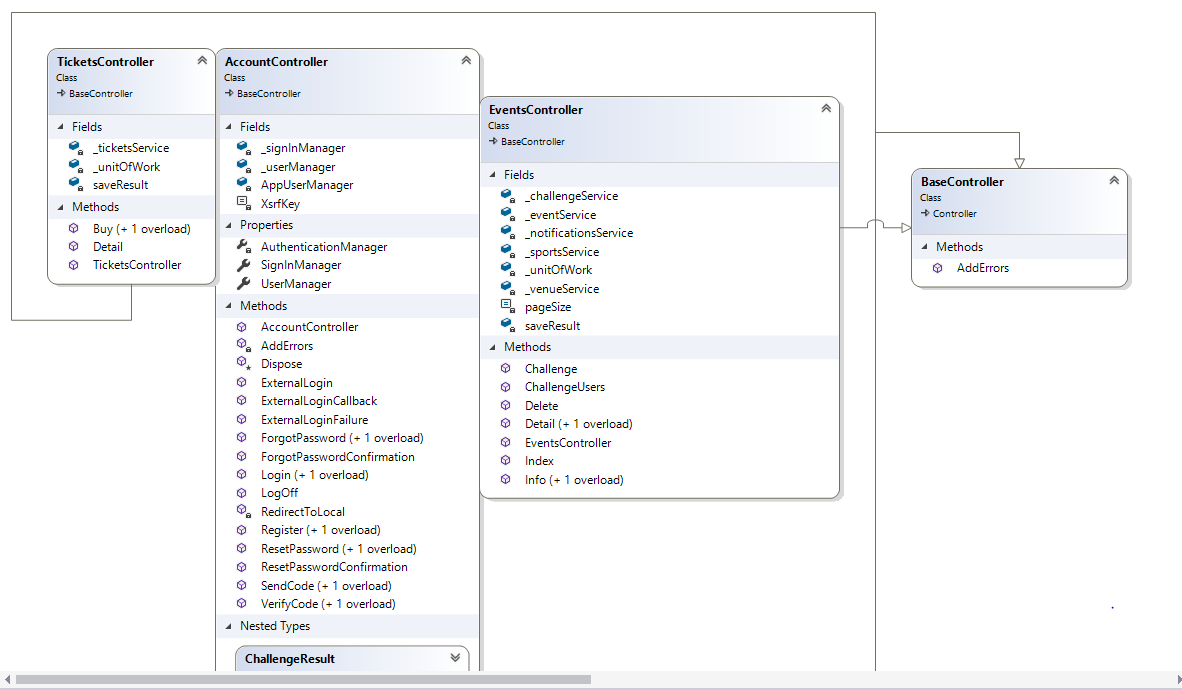 TicketsController
Class
BaseController
Fields
_ticketsService
_unitOfWork
saveResult
Methods
Buy (+ 1 overload)
Detail
TicketsController
AccountController
Class
BaseController
Fields
_signInManager
_userManager
AppUserManager
XsrfKey
Properties
AuthenticationManager
SignInManager
UserManager
Methods
AccountController
AddErrors
Dispose
ExternalLogin
ExternalLoginCallback
ExternalLoginFailure
ForgotPassword (+ 1 overload)
ForgotPasswordConfirmation
Login (+ 1 overload)
LogOff
RedirectToLocal
Register (+ 1 overload)
ResetPassword (+ 1 overload)
ResetPasswordConfirmation
SendCode (+ 1 overload)
VerifyCode (+ 1 overload)
Nested Types
ChallengeResult
EventsController
Class
BaseController
Fields
_challengeService
_eventService
_notificationsService
_sportsService
_unitOfWork
_venueService
pageSize
saveResult
Methods
Challenge
ChallengeUsers
Delete
Detail (+ 1 overload)
EventsController
Index
Info (+ 1 overload)
BaseController
Class
Controller
Methods
AddErrors